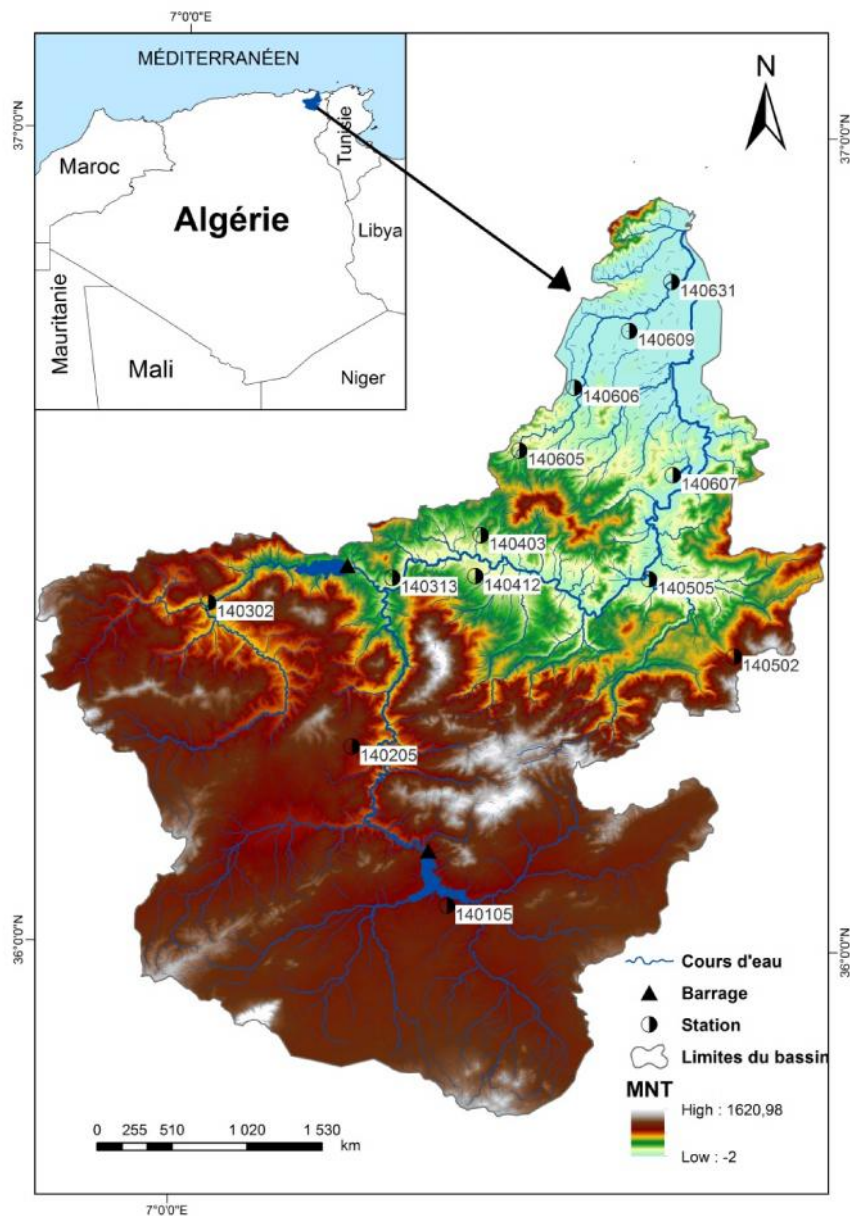 7°0'0"E
MÉDITERRANÉEN
37°0'0"N
37°0'0"N
N
Tunisie
Maroc
Algérie
Libya
Mauritanie
Mali
Niger
140631
140609
140606
140605
140607
140403
140313
140412
140505
140302
140502
140205
140105
36°0'0"N
36°0'0"N
Cours d'eau
Barrage
Station
Limites du bassin
MNT
High : 1620,98
Low : -2
0 255 510 1 020 1 530
km
7°0'0"E